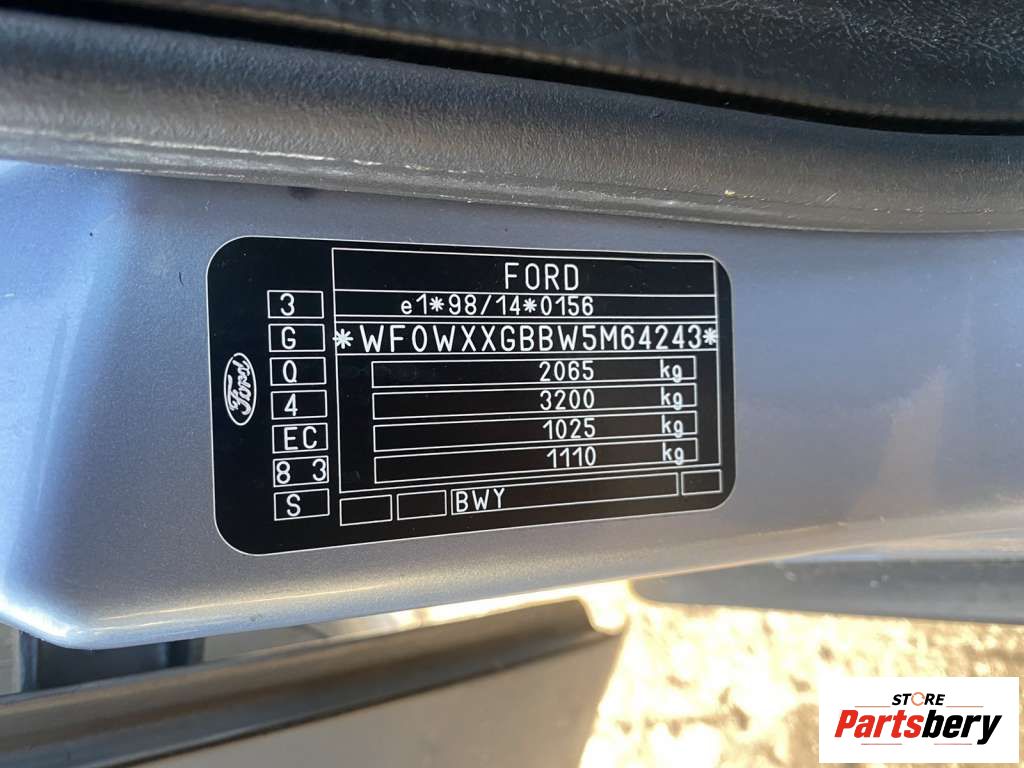 FORD
e1*98/14*0156
*WF0WXXGBBW5M64243*
2065 kg
3200 kg
1025 kg
1110 kg
BWY
3
G
Q
4
EC
8 3
S
Ford
STORE
Partsbery